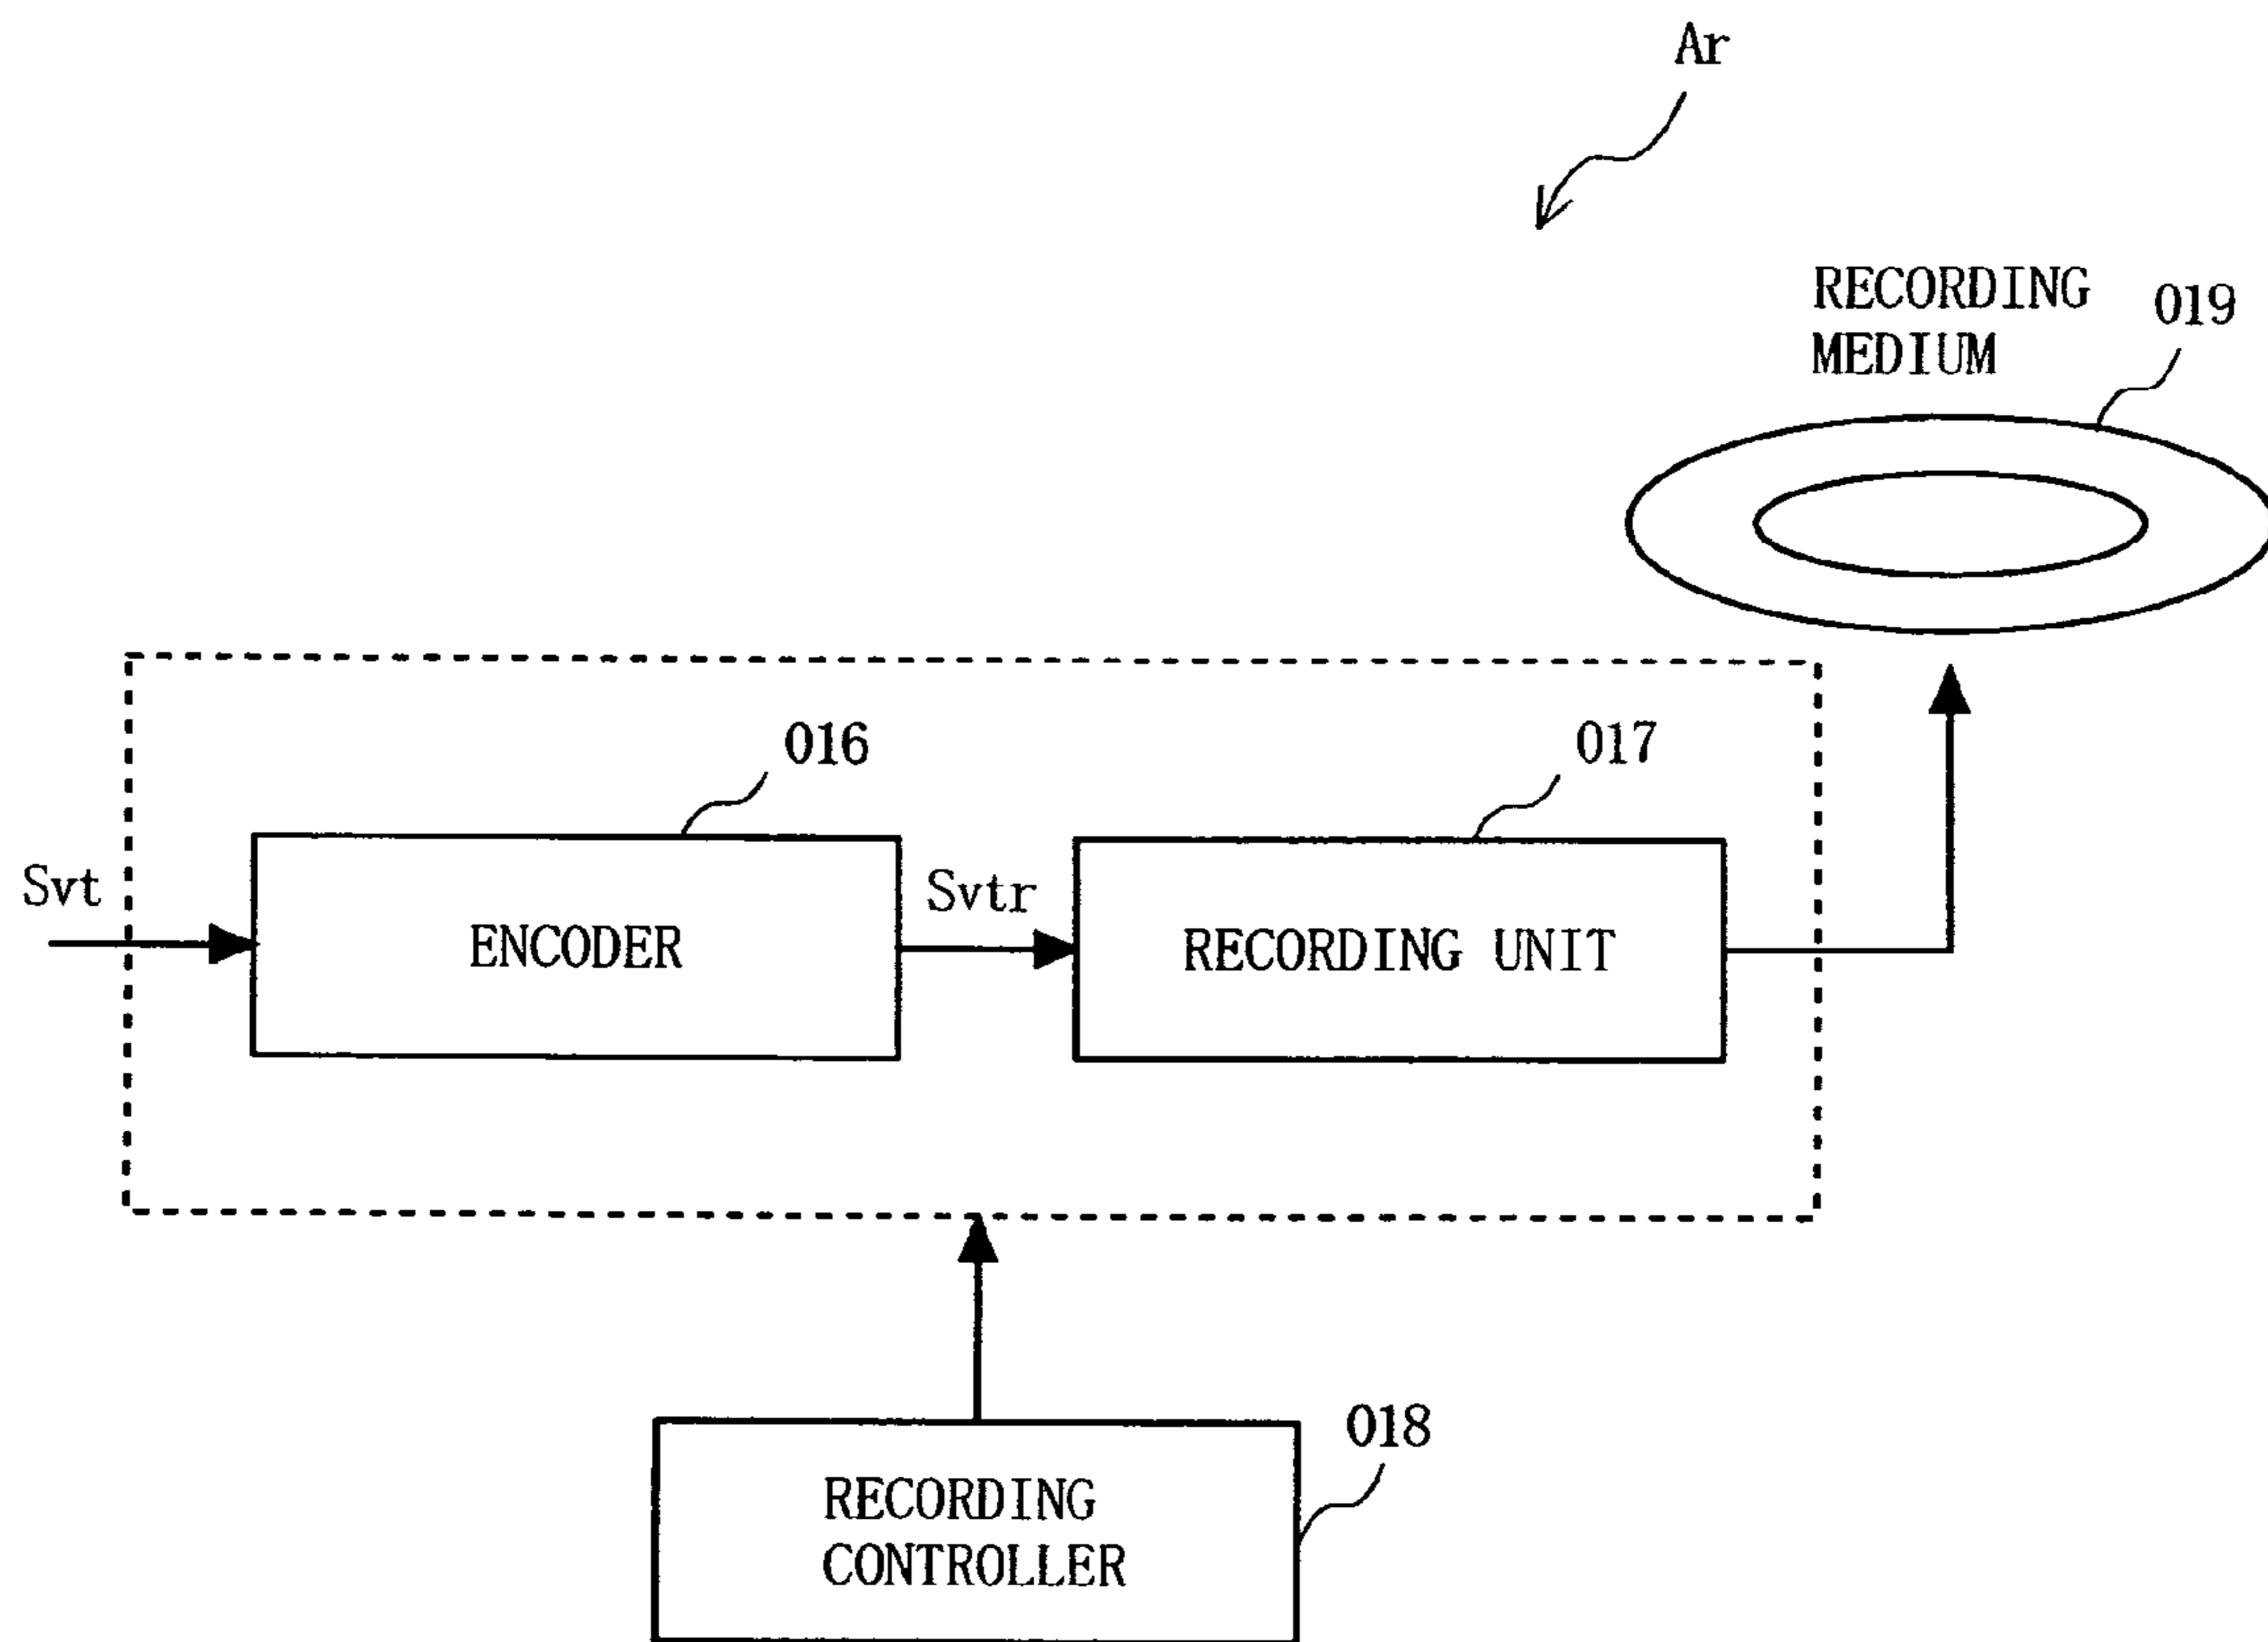 Ar
RECORDING
MEDIUM
019
016
017
Svt
ENCODER
Svtr
RECORDING UNIT
018
RECORDING
CONTROLLER